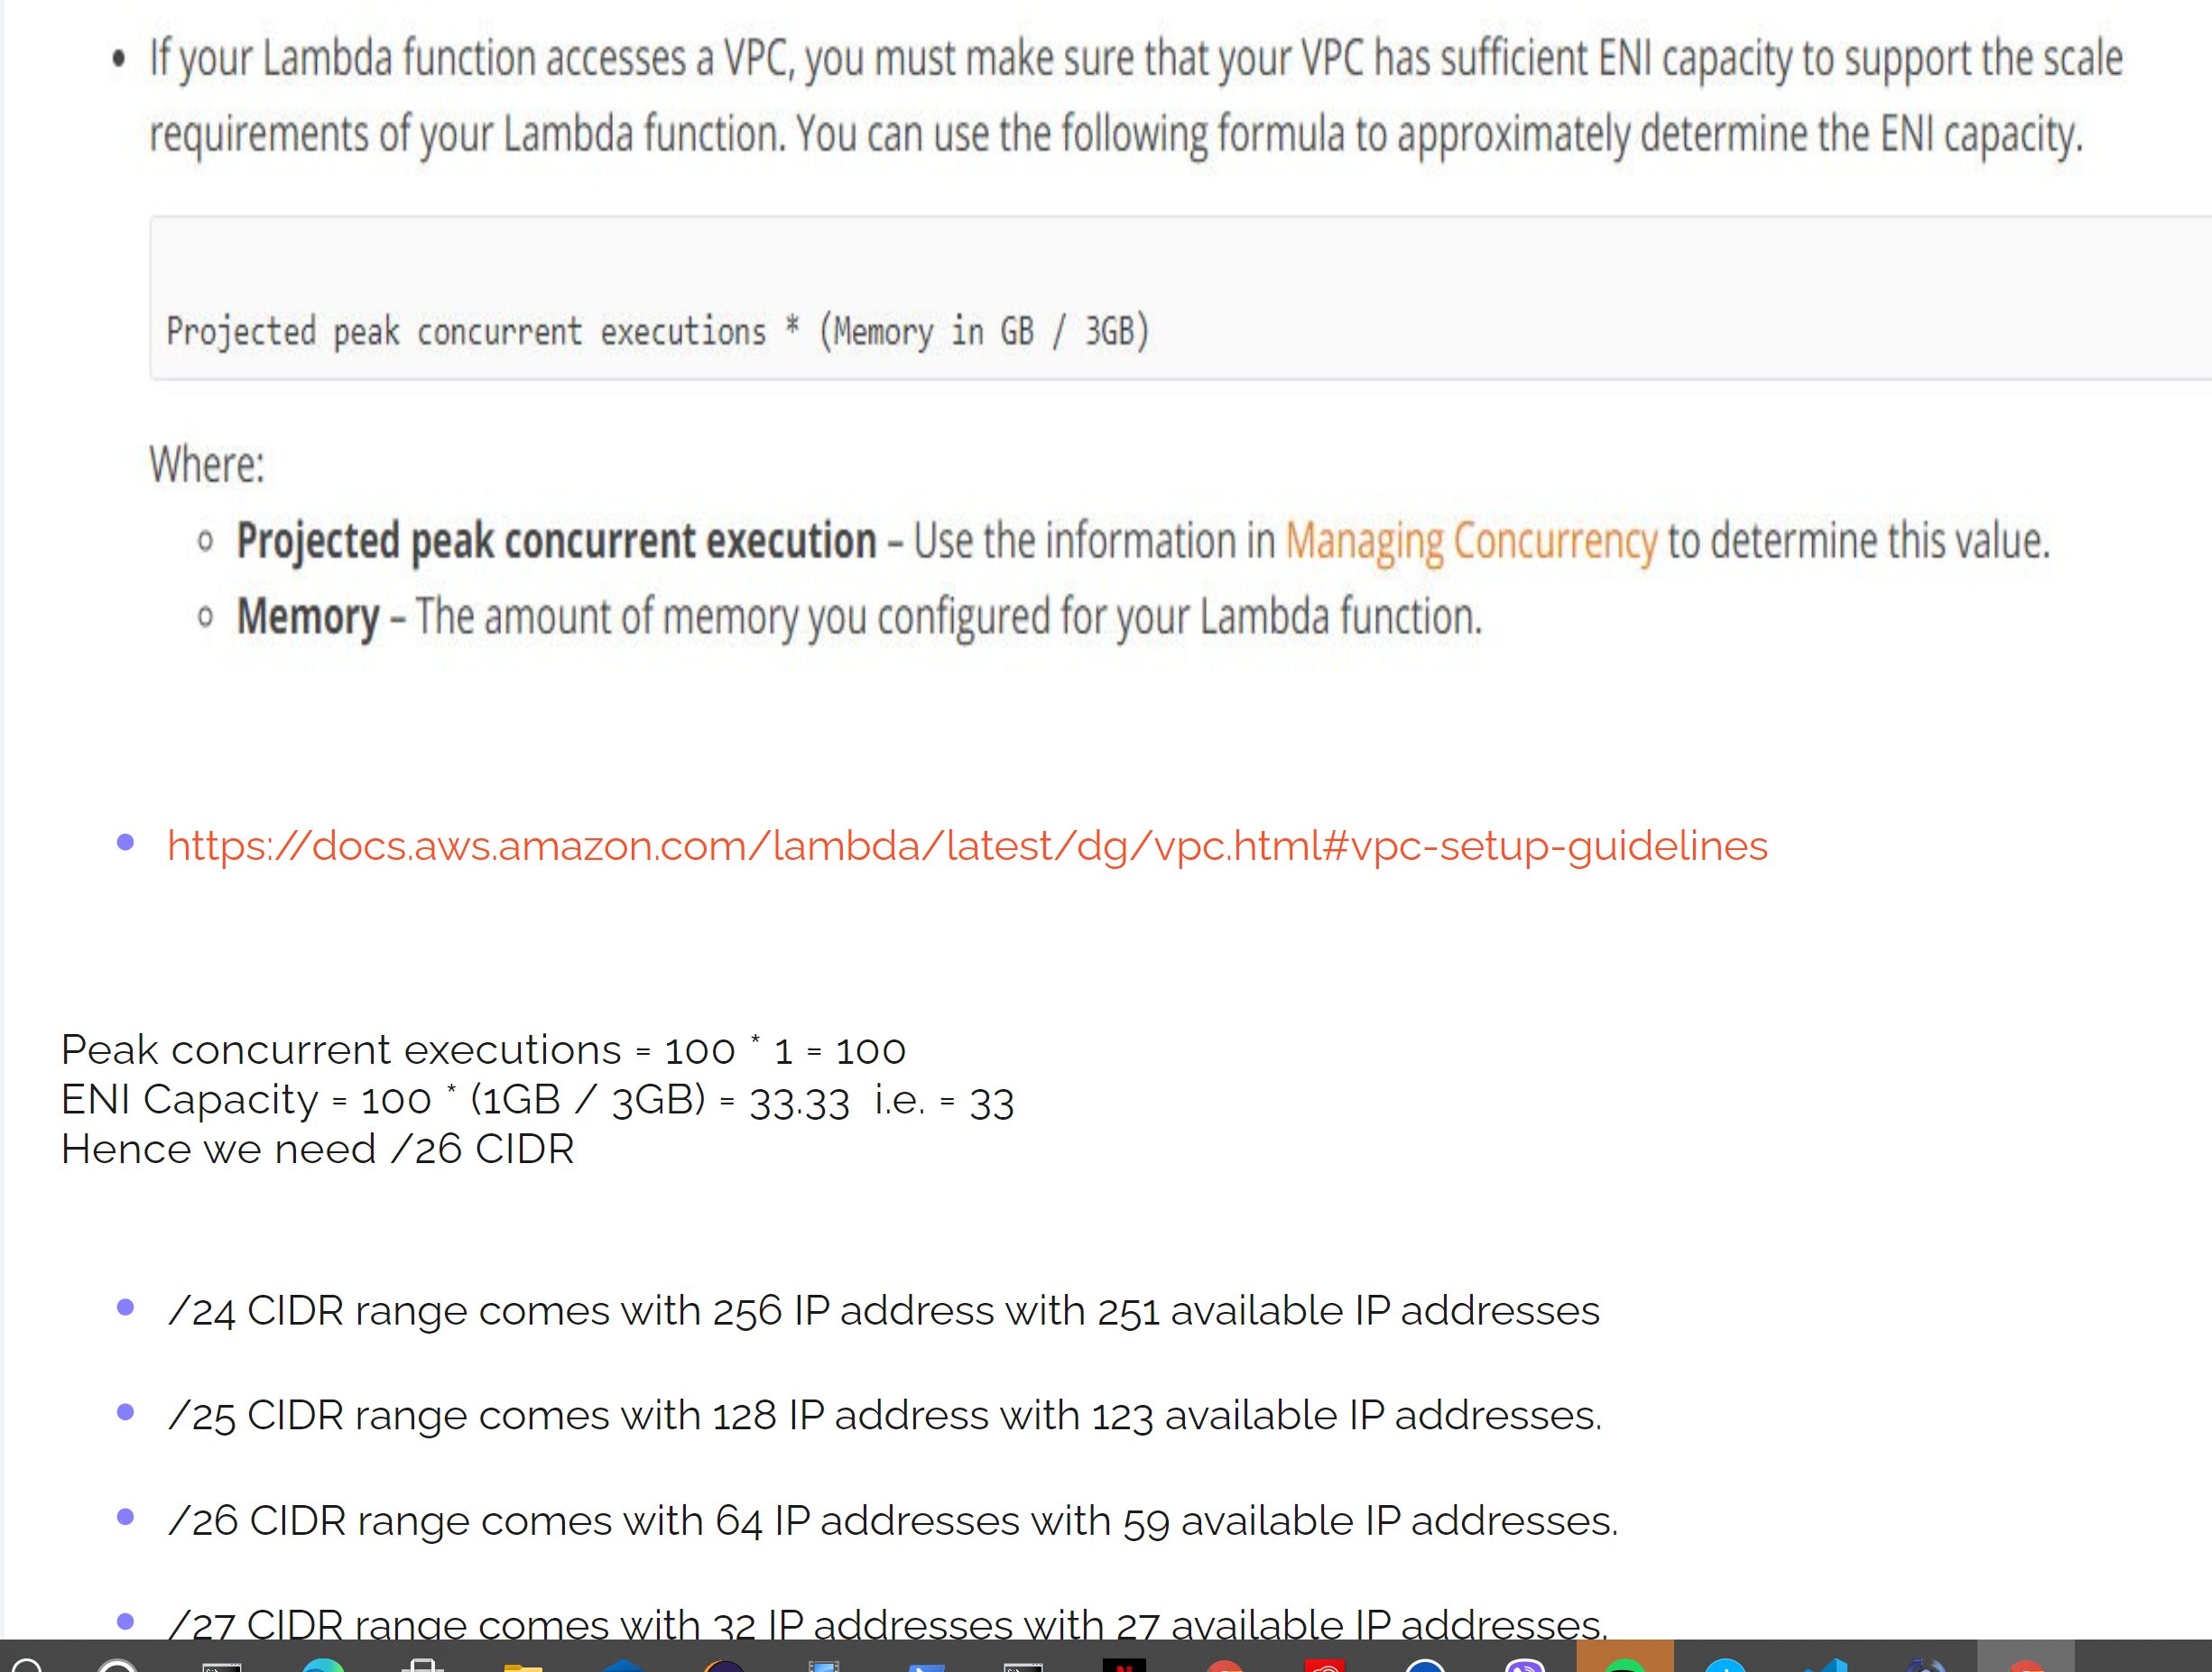 • If your Lambda function accesses a VPC, you must make sure that your VPC has sufficient ENI capacity to support the scale
requirements of your Lambda function. You can use the following formula to approximately determine the ENI capacity.
Projected peak concurrent executions * (Memory in GB / 3GB)
Where:
○ Projected peak concurrent execution – Use the information in Managing Concurrency to determine this value.
○ Memory – The amount of memory you configured for your Lambda function.
• https://docs.aws.amazon.com/lambda/latest/dg/vpc.html#vpc-setup-guidelines
Peak concurrent executions = 100 * 1 = 100
ENI Capacity = 100 * (1GB / 3GB) = 33.33 i.e. = 33
Hence we need /26 CIDR
• /24 CIDR range comes with 256 IP address with 251 available IP addresses
• /25 CIDR range comes with 128 IP address with 123 available IP addresses.
• /26 CIDR range comes with 64 IP addresses with 59 available IP addresses.
• /27 CIDR range comes with 32 IP addresses with 27 available IP addresses.